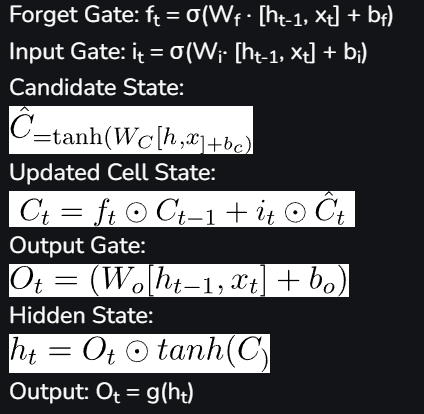 Forget Gate: fₜ = σ(W_f · [hₜ₋₁, xₜ] + b_f)
Input Gate: iₜ = σ(Wᵢ· [hₜ₋₁, xₜ] + bᵢ)
Candidate State:
Ĉ₌tanh(W_C[h,x]+b_c)
Updated Cell State:
Cₜ = fₜ ⊙ Cₜ₋₁ + iₜ ⊙ Ĉₜ
Output Gate:
Oₜ = (Wₒ[hₜ₋₁, xₜ] + bₒ)
Hidden State:
hₜ = Oₜ ⊙ tanh(C)
Output: Oₜ = g(hₜ)